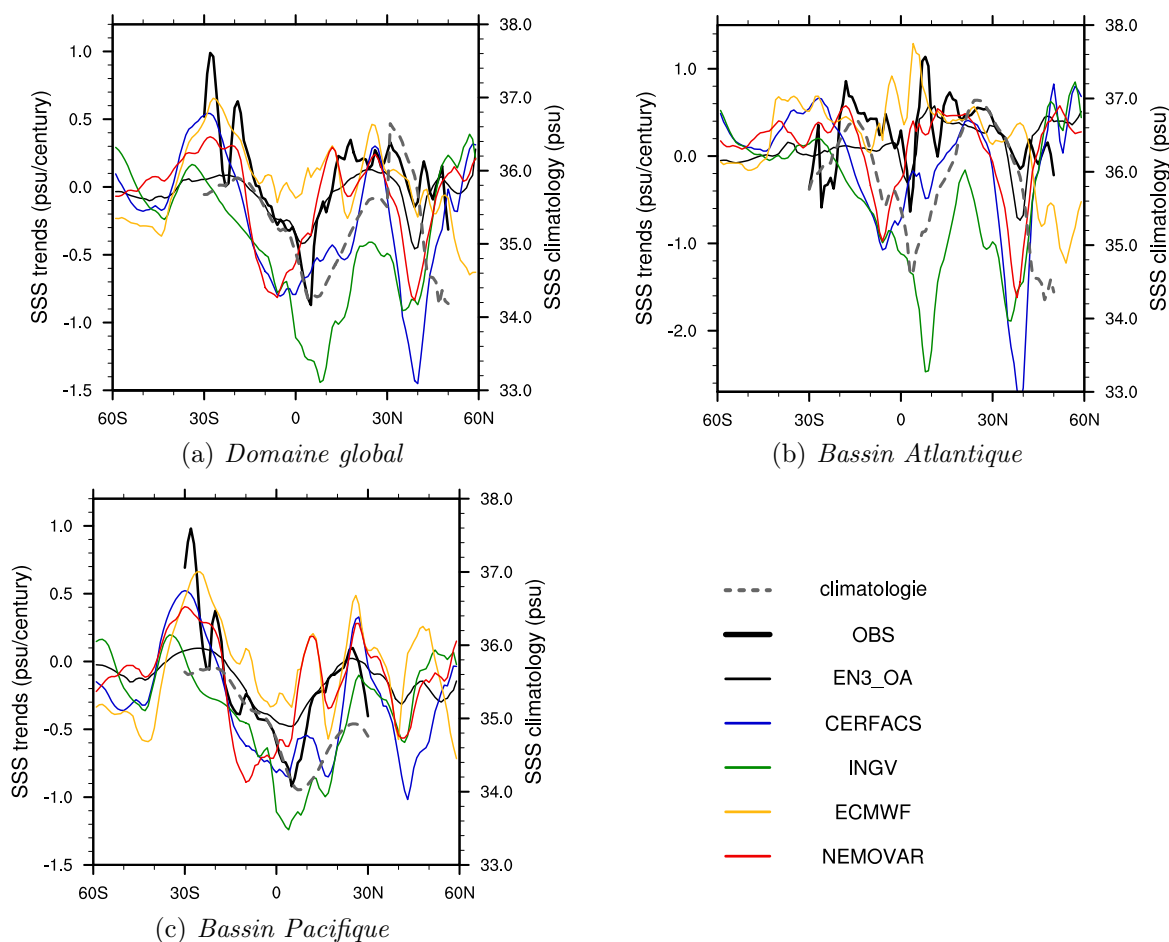 1.0
0.5
0.0
-0.5
-1.0
-1.5
SSS trends (psu/century)
38.0
37.0
36.0
35.0
34.0
33.0
SSS climatology (psu)
60S 30S 0 30N 60N
(a) Domaine global
1.0
0.0
-1.0
-2.0
SSS trends (psu/century)
38.0
37.0
36.0
35.0
34.0
33.0
SSS climatology (psu)
60S 30S 0 30N 60N
(b) Bassin Atlantique
1.0
0.5
0.0
-0.5
-1.0
-1.5
SSS trends (psu/century)
38.0
37.0
36.0
35.0
34.0
33.0
SSS climatology (psu)
60S 30S 0 30N 60N
(c) Bassin Pacifique
climatologie
OBS
EN3_OA
CERFACS
INGV
ECMWF
NEMOVAR